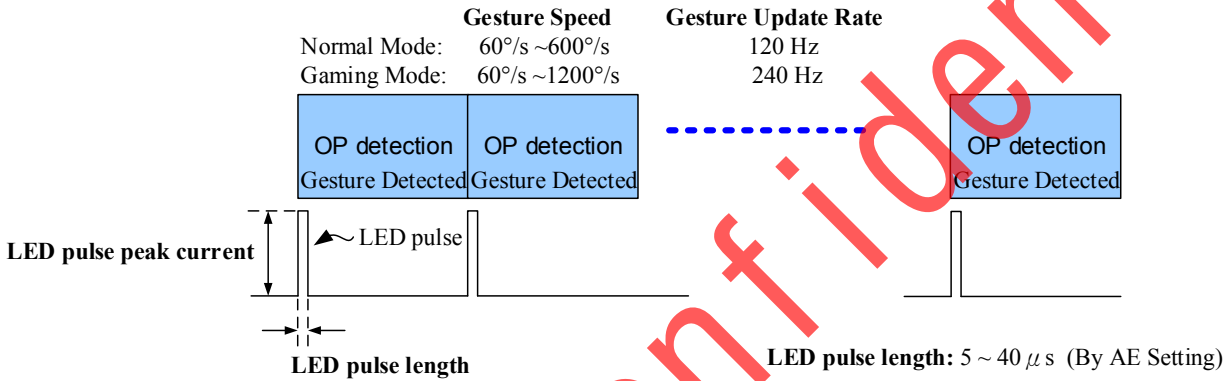 Gesture Speed Gesture Update Rate
Normal Mode: 60°/s ~600°/s 120 Hz
Gaming Mode: 60°/s ~1200°/s 240 Hz
OP detection OP detection OP detection
Gesture Detected Gesture Detected Gesture Detected
LED pulse peak current LED pulse
LED pulse length
LED pulse length: 5 ~ 40 μ s (By AE Setting)